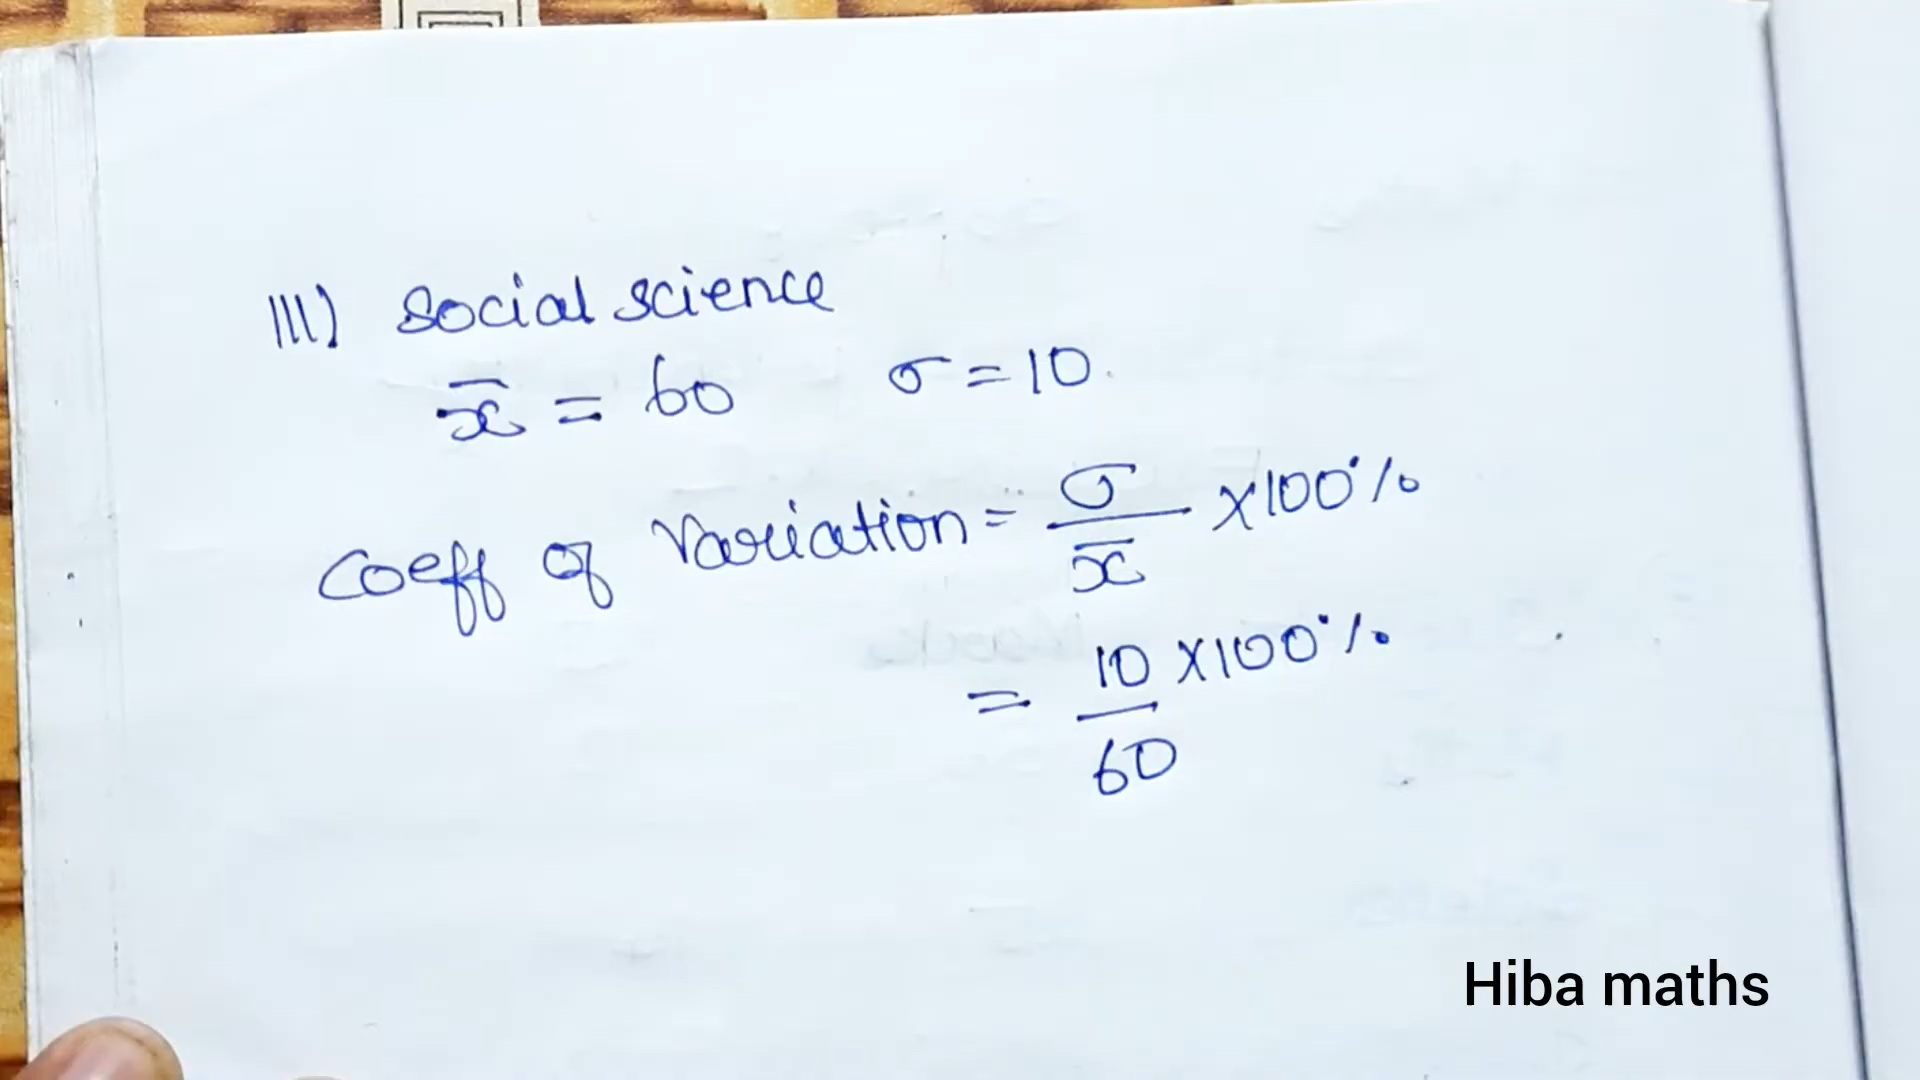 III) Social science
x̄ = 60 σ = 10.
Coeff of Variation = σ/x̄ ×100%
= 10/60 ×100%
Hiba maths